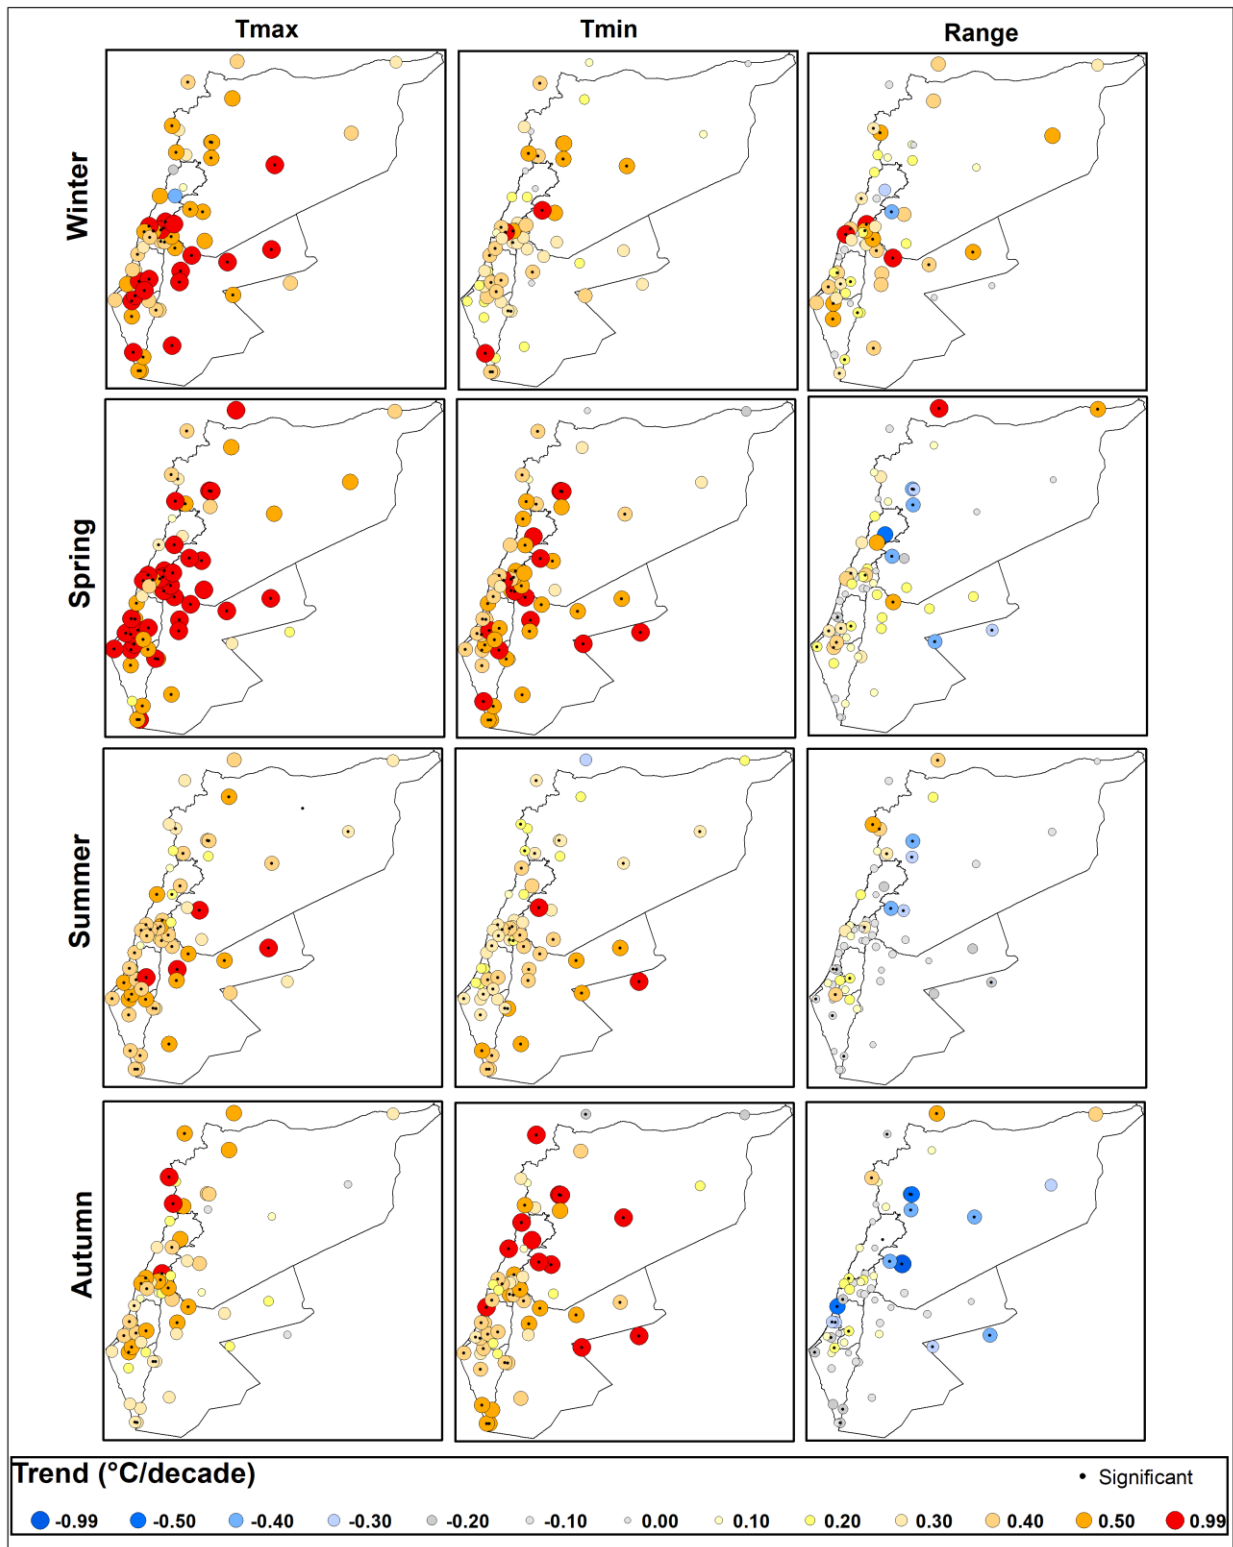 Tmax Tmin Range
Winter
Spring
Summer
Autumn
Trend (°C/decade)
Significant
-0.99 -0.50 -0.40 -0.30 -0.20 -0.10 0.00 0.10 0.20 0.30 0.40 0.50 0.99